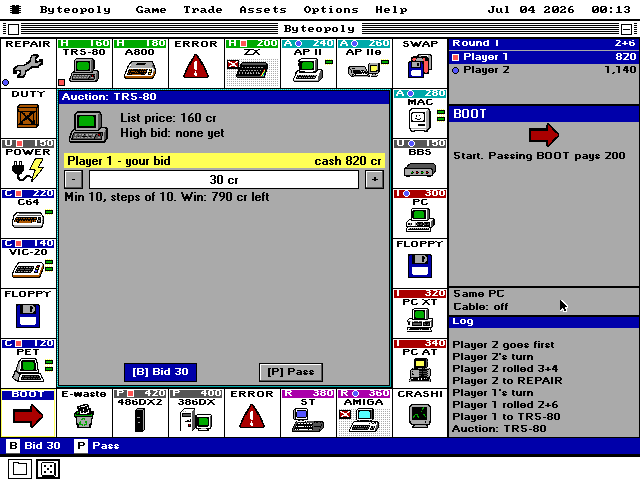 Byteopoly Game Trade Assets Options Help Jul 04 2026 00:13
Byteopoly
REPAIR
H 160
TRS-80
H 180
A800
ERROR
H 200
ZX
A 240
AP II
A 260
AP IIe
SWAP
Round 1 2+6
Player 1 820
Player 2 1,140
DUTY
Auction: TRS-80
List price: 160 cr
High bid: none yet
A 280
MAC
BOOT
Start. Passing BOOT pays 200
U 150
POWER
Player 1 - your bid cash 820 cr
- 30 cr +
Min 10, steps of 10. Win: 790 cr left
U 150
BBS
C 220
C64
I 300
PC
C 140
VIC-20
FLOPPY
FLOPPY
I 320
PC XT
Same PC
Cable: off
Log
C 120
PET
I 340
PC AT
Player 2 goes first
Player 2's turn
Player 2 rolled 3+4
Player 2 to REPAIR
Player 1's turn
Player 1 rolled 2+6
Player 1 to TRS-80
Auction: TRS-80
[B] Bid 30 [P] Pass
BOOT
E-waste
P 420
486DX2
P 400
386DX
ERROR
R 380
ST
R 360
AMIGA
CRASH!
B Bid 30 P Pass